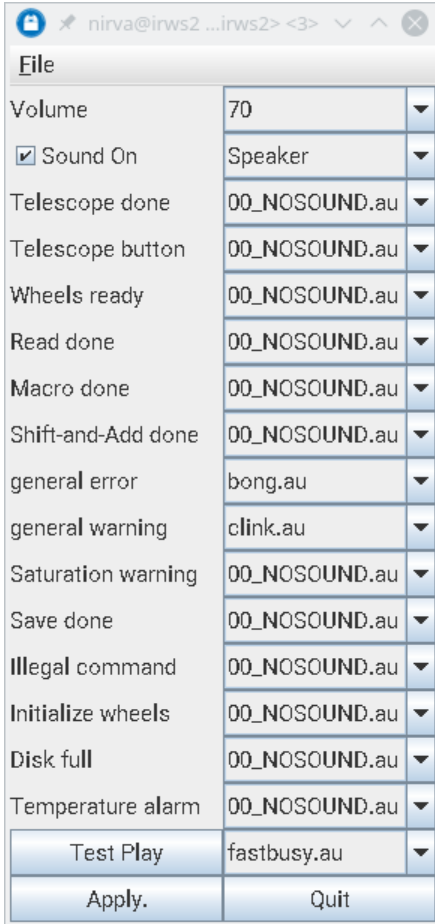 nirva@irws2 ...irws2> <3>
File
Volume 70
Sound On Speaker
Telescope done 00_NOSOUND.au
Telescope button 00_NOSOUND.au
Wheels ready 00_NOSOUND.au
Read done 00_NOSOUND.au
Macro done 00_NOSOUND.au
Shift-and-Add done 00_NOSOUND.au
general error bong.au
general warning clink.au
Saturation warning 00_NOSOUND.au
Save done 00_NOSOUND.au
Illegal command 00_NOSOUND.au
Initialize wheels 00_NOSOUND.au
Disk full 00_NOSOUND.au
Temperature alarm 00_NOSOUND.au
Test Play fastbusy.au
Apply. Quit